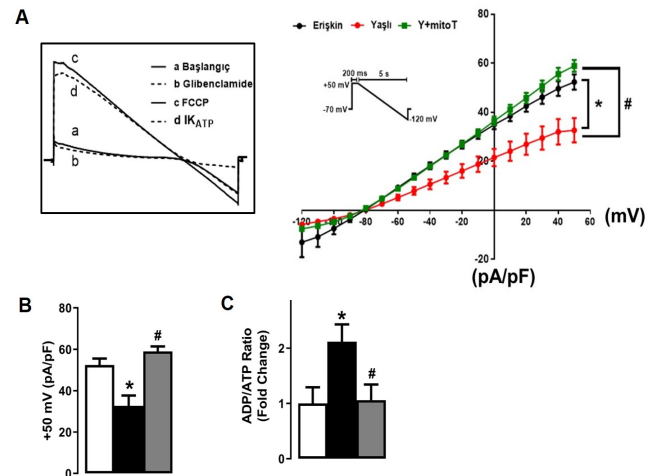 A
c
d
a
b
a Başlangıç
b Glibenclamide
c FCCP
d IKATP
Erişkin Yaşlı Y+mitoT
200 ms 5 s
+50 mV
-70 mV
-120 mV
80
60
40
20
-20
-120 -100 -80 -60 -40 -20 0 20 40 60
(mV)
(pA/pF)
* #
B
+50 mV (pA/pF)
80
60
40
20
0
*
#
C
ADP/ATP Ratio
(Fold Change)
2
1
0
*
#